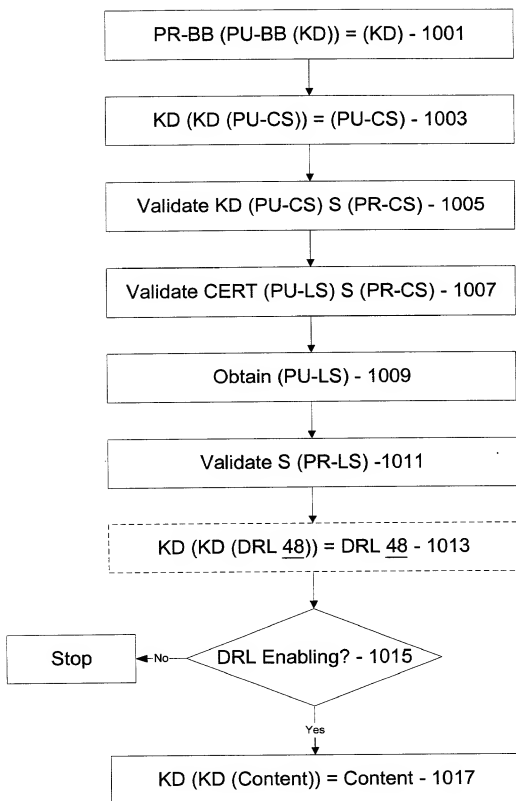 PR-BB (PU-BB (KD)) = (KD) - 1001
KD (KD (PU-CS)) = (PU-CS) - 1003
Validate KD (PU-CS) S (PR-CS) - 1005
Validate CERT (PU-LS) S (PR-CS) - 1007
Obtain (PU-LS) - 1009
Validate S (PR-LS) -1011
KD (KD (DRL 48)) = DRL 48 - 1013
DRL Enabling? - 1015
No
Stop
Yes
KD (KD (Content)) = Content - 1017